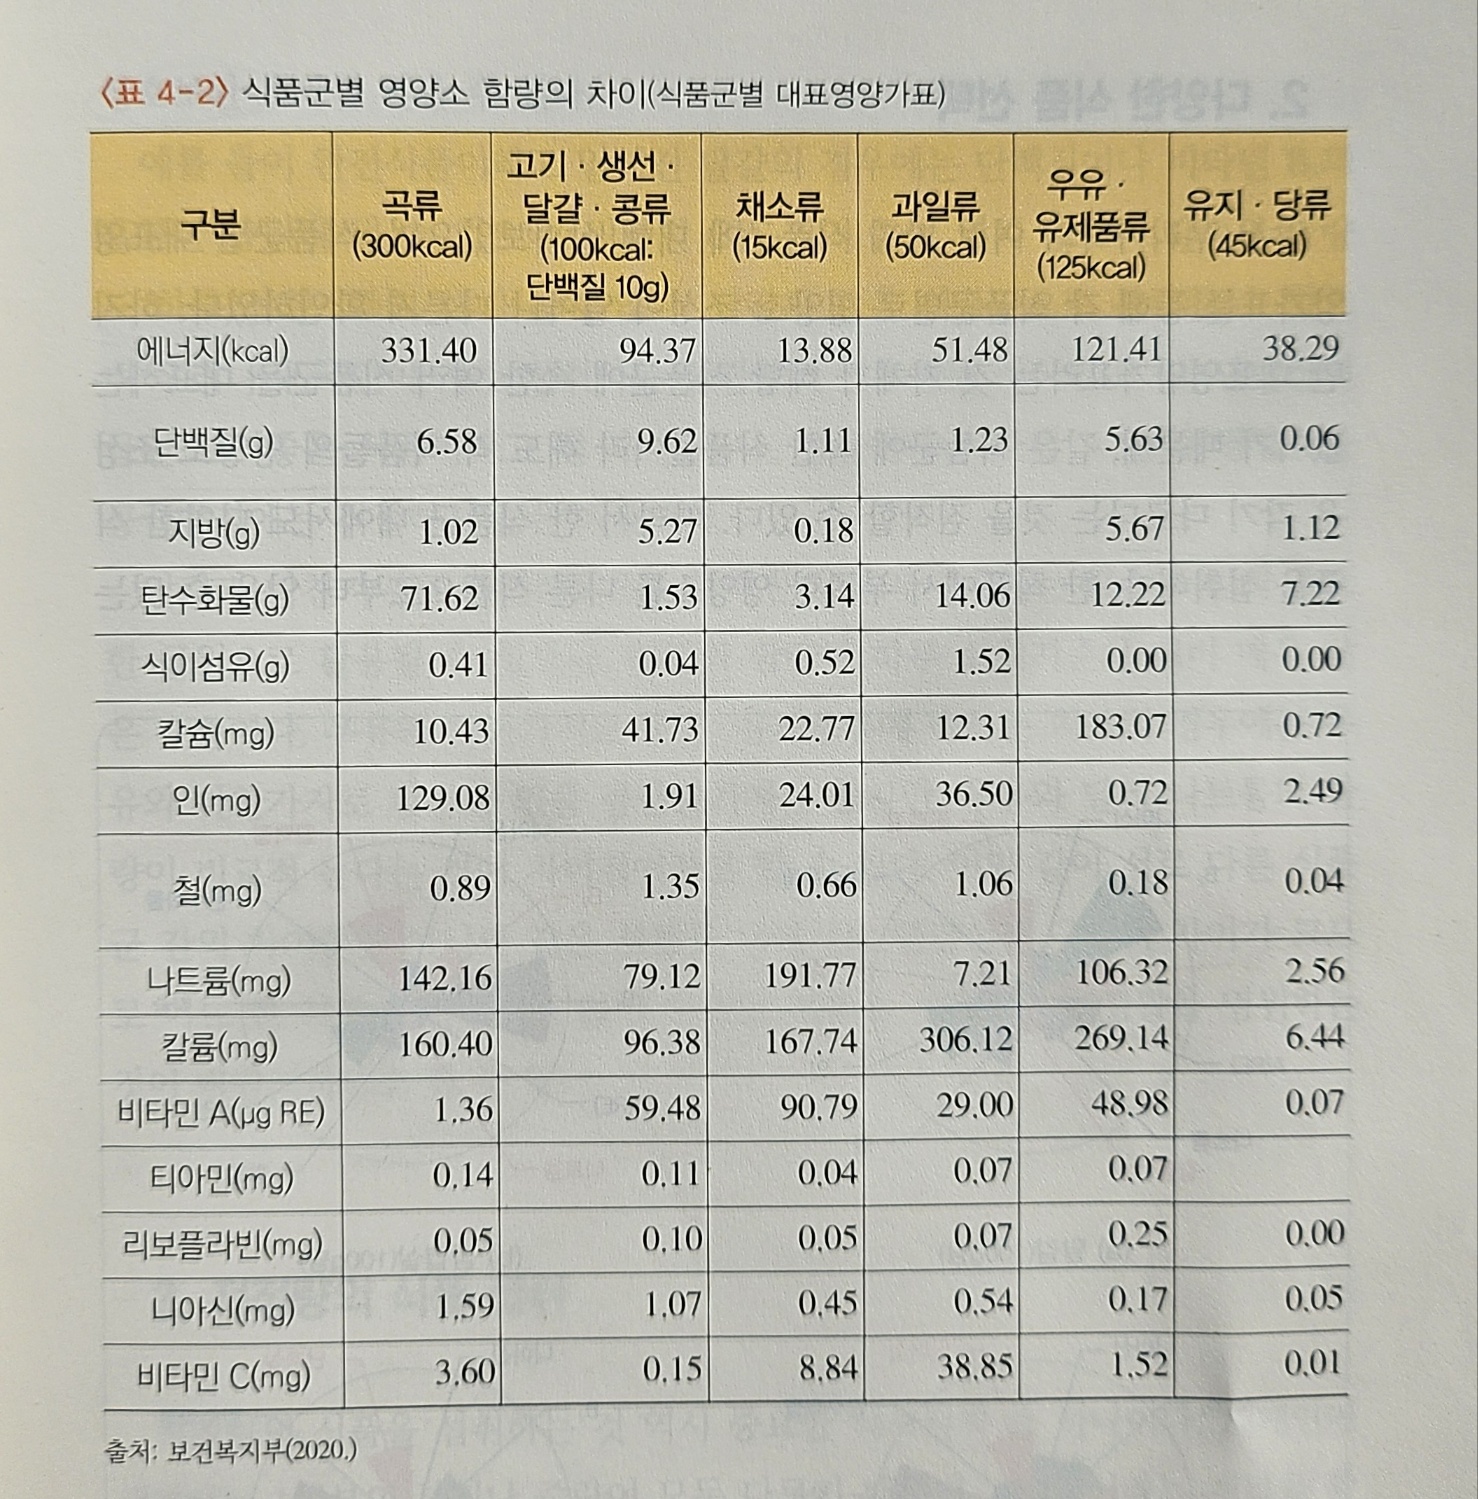 〈표 4-2〉 식품군별 영양소 함량의 차이(식품군별 대표영양가표)
구분 곡류 (300kcal) 고기 · 생선 · 달걀 · 콩류 (100kcal: 단백질 10g) 채소류 (15kcal) 과일류 (50kcal) 우유 · 유제품류 (125kcal) 유지 · 당류 (45kcal)
에너지(kcal) 331.40 94.37 13.88 51.48 121.41 38.29
단백질(g) 6.58 9.62 1.11 1.23 5.63 0.06
지방(g) 1.02 5.27 0.18 5.67 1.12
탄수화물(g) 71.62 1.53 3.14 14.06 12.22 7.22
식이섬유(g) 0.41 0.04 0.52 1.52 0.00 0.00
칼슘(mg) 10.43 41.73 22.77 12.31 183.07 0.72
인(mg) 129.08 1.91 24.01 36.50 0.72 2.49
철(mg) 0.89 1.35 0.66 1.06 0.18 0.04
나트륨(mg) 142.16 79.12 191.77 7.21 106.32 2.56
칼륨(mg) 160.40 96.38 167.74 306.12 269.14 6.44
비타민 A(μg RE) 1.36 59.48 90.79 29.00 48.98 0.07
티아민(mg) 0.14 0.11 0.04 0.07 0.07
리보플라빈(mg) 0.05 0.10 0.05 0.07 0.25 0.00
니아신(mg) 1.59 1.07 0.45 0.54 0.17 0.05
비타민 C(mg) 3.60 0.15 8.84 38.85 1.52 0.01
출처: 보건복지부(2020.)